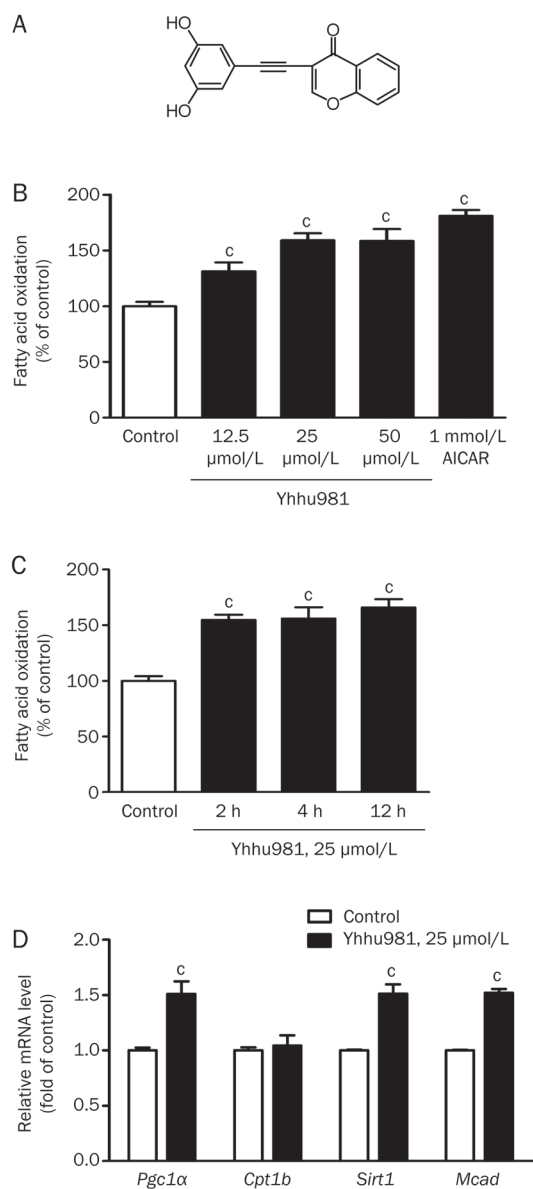 A
HO
O
O
HO
B
200
150
100
50
0
Fatty acid oxidation
(% of control)
c
c
c
c
Control
12.5
µmol/L
25
µmol/L
50
µmol/L
1 mmol/L
AICAR
Yhhu981
C
200
150
100
50
0
Fatty acid oxidation
(% of control)
c
c
c
Control
2 h
4 h
12 h
Yhhu981, 25 µmol/L
D
Control
Yhhu981, 25 µmol/L
2.0
1.5
1.0
0.5
0.0
Relative mRNA level
(fold of control)
c
c
c
Pgc1α
Cpt1b
Sirt1
Mcad